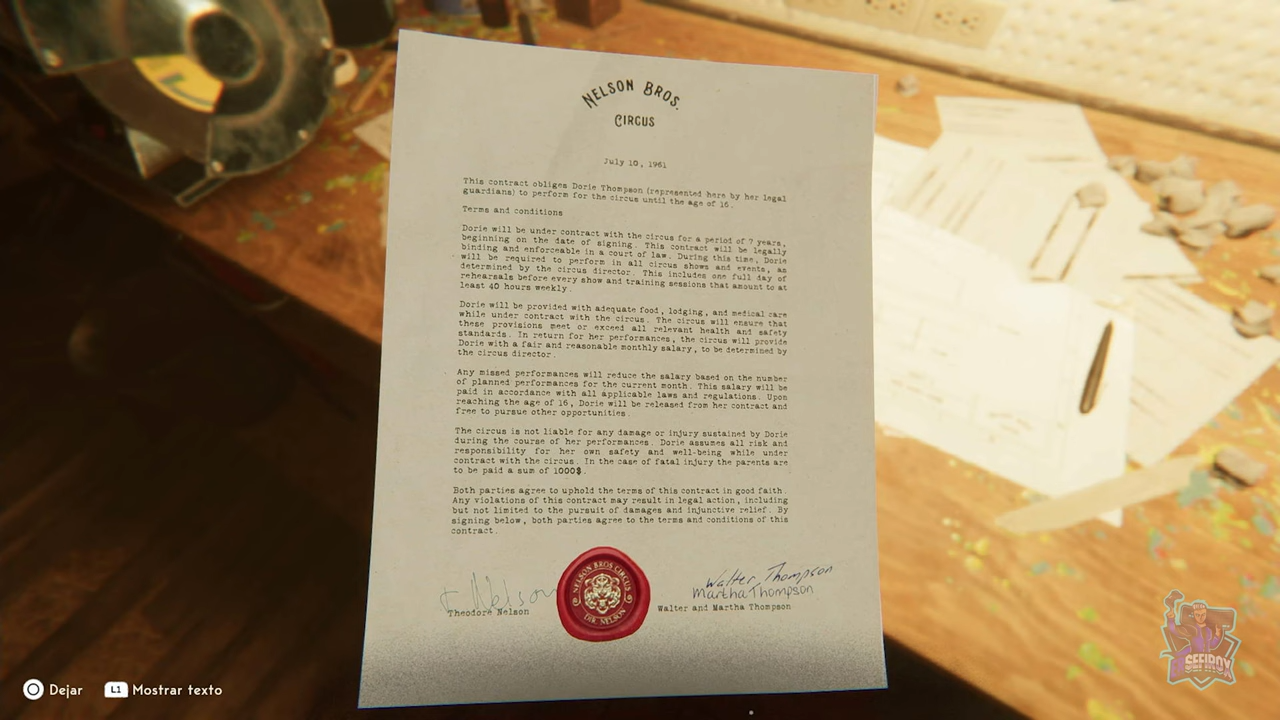 NELSON BROS.
CIRCUS
July 10, 1961
This contract obliges Dorie Thompson (represented here by her legal
guardians) to perform for the circus until the age of 16.
Terms and conditions
Dorie will be under contract with the circus for a period of 7 years,
beginning on the date of signing. This contract will be legally
binding and enforceable in a court of law. During this time, Dorie
will be required to perform in all circus shows and events, as
determined by the circus director. This includes one full day of
rehearsals before every show and training sessions that amount to at
least 40 hours weekly.
Dorie will be provided with adequate food, lodging, and medical care
while under contract with the circus. The circus will ensure that
these provisions meet or exceed all relevant health and safety
standards. In return for her performances, the circus will provide
Dorie with a fair and reasonable monthly salary, to be determined by
the circus director.
Any missed performances will reduce the salary based on the number
of planned performances for the current month. This salary will be
paid in accordance with all applicable laws and regulations. Upon
reaching the age of 16, Dorie will be released from her contract and
free to pursue other opportunities.
The circus is not liable for any damage or injury sustained by Dorie
during the course of her performances. Dorie assumes all risk and
responsibility for her own safety and well-being while under
contract with the circus. In the case of fatal injury the parents are
to be paid a sum of 1000$.
Both parties agree to uphold the terms of this contract in good faith.
Any violations of this contract may result in legal action, including
but not limited to the pursuit of damages and injunctive relief. By
signing below, both parties agree to the terms and conditions of this
contract.
Nelson
Theodore Nelson
NELSON BROS CIRCUS
Walter Thompson
Martha Thompson
Walter and Martha Thompson
SEFIROX
Dejar
L1 Mostrar texto